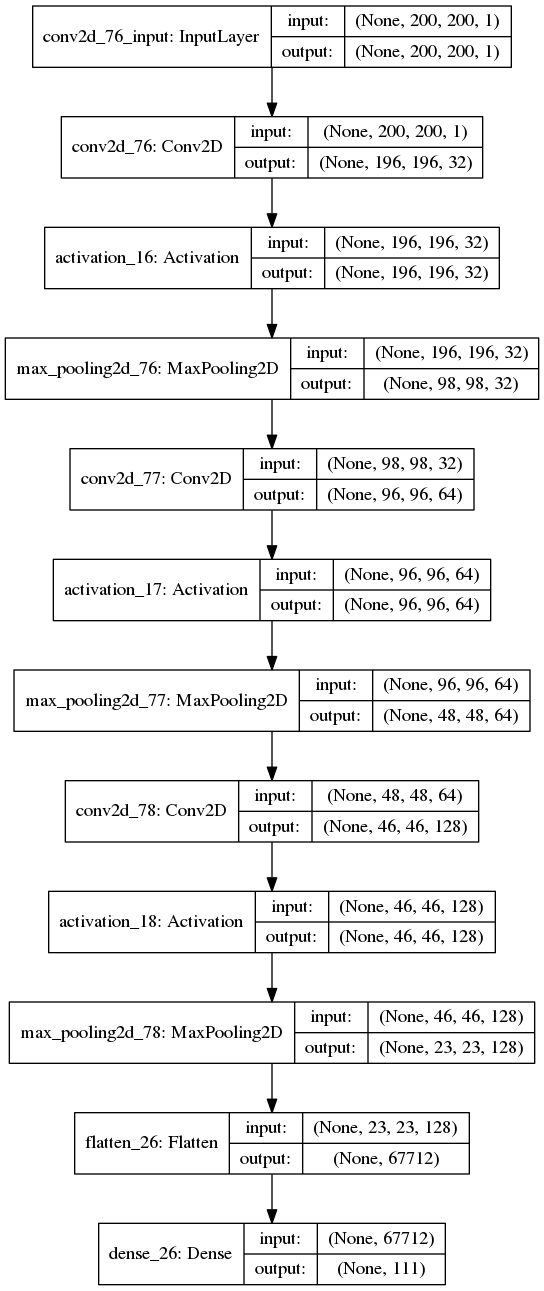 conv2d_76_input: InputLayer
input: (None, 200, 200, 1)
output: (None, 200, 200, 1)
conv2d_76: Conv2D
input: (None, 200, 200, 1)
output: (None, 196, 196, 32)
activation_16: Activation
input: (None, 196, 196, 32)
output: (None, 196, 196, 32)
max_pooling2d_76: MaxPooling2D
input: (None, 196, 196, 32)
output: (None, 98, 98, 32)
conv2d_77: Conv2D
input: (None, 98, 98, 32)
output: (None, 96, 96, 64)
activation_17: Activation
input: (None, 96, 96, 64)
output: (None, 96, 96, 64)
max_pooling2d_77: MaxPooling2D
input: (None, 96, 96, 64)
output: (None, 48, 48, 64)
conv2d_78: Conv2D
input: (None, 48, 48, 64)
output: (None, 46, 46, 128)
activation_18: Activation
input: (None, 46, 46, 128)
output: (None, 46, 46, 128)
max_pooling2d_78: MaxPooling2D
input: (None, 46, 46, 128)
output: (None, 23, 23, 128)
flatten_26: Flatten
input: (None, 23, 23, 128)
output: (None, 67712)
dense_26: Dense
input: (None, 67712)
output: (None, 111)